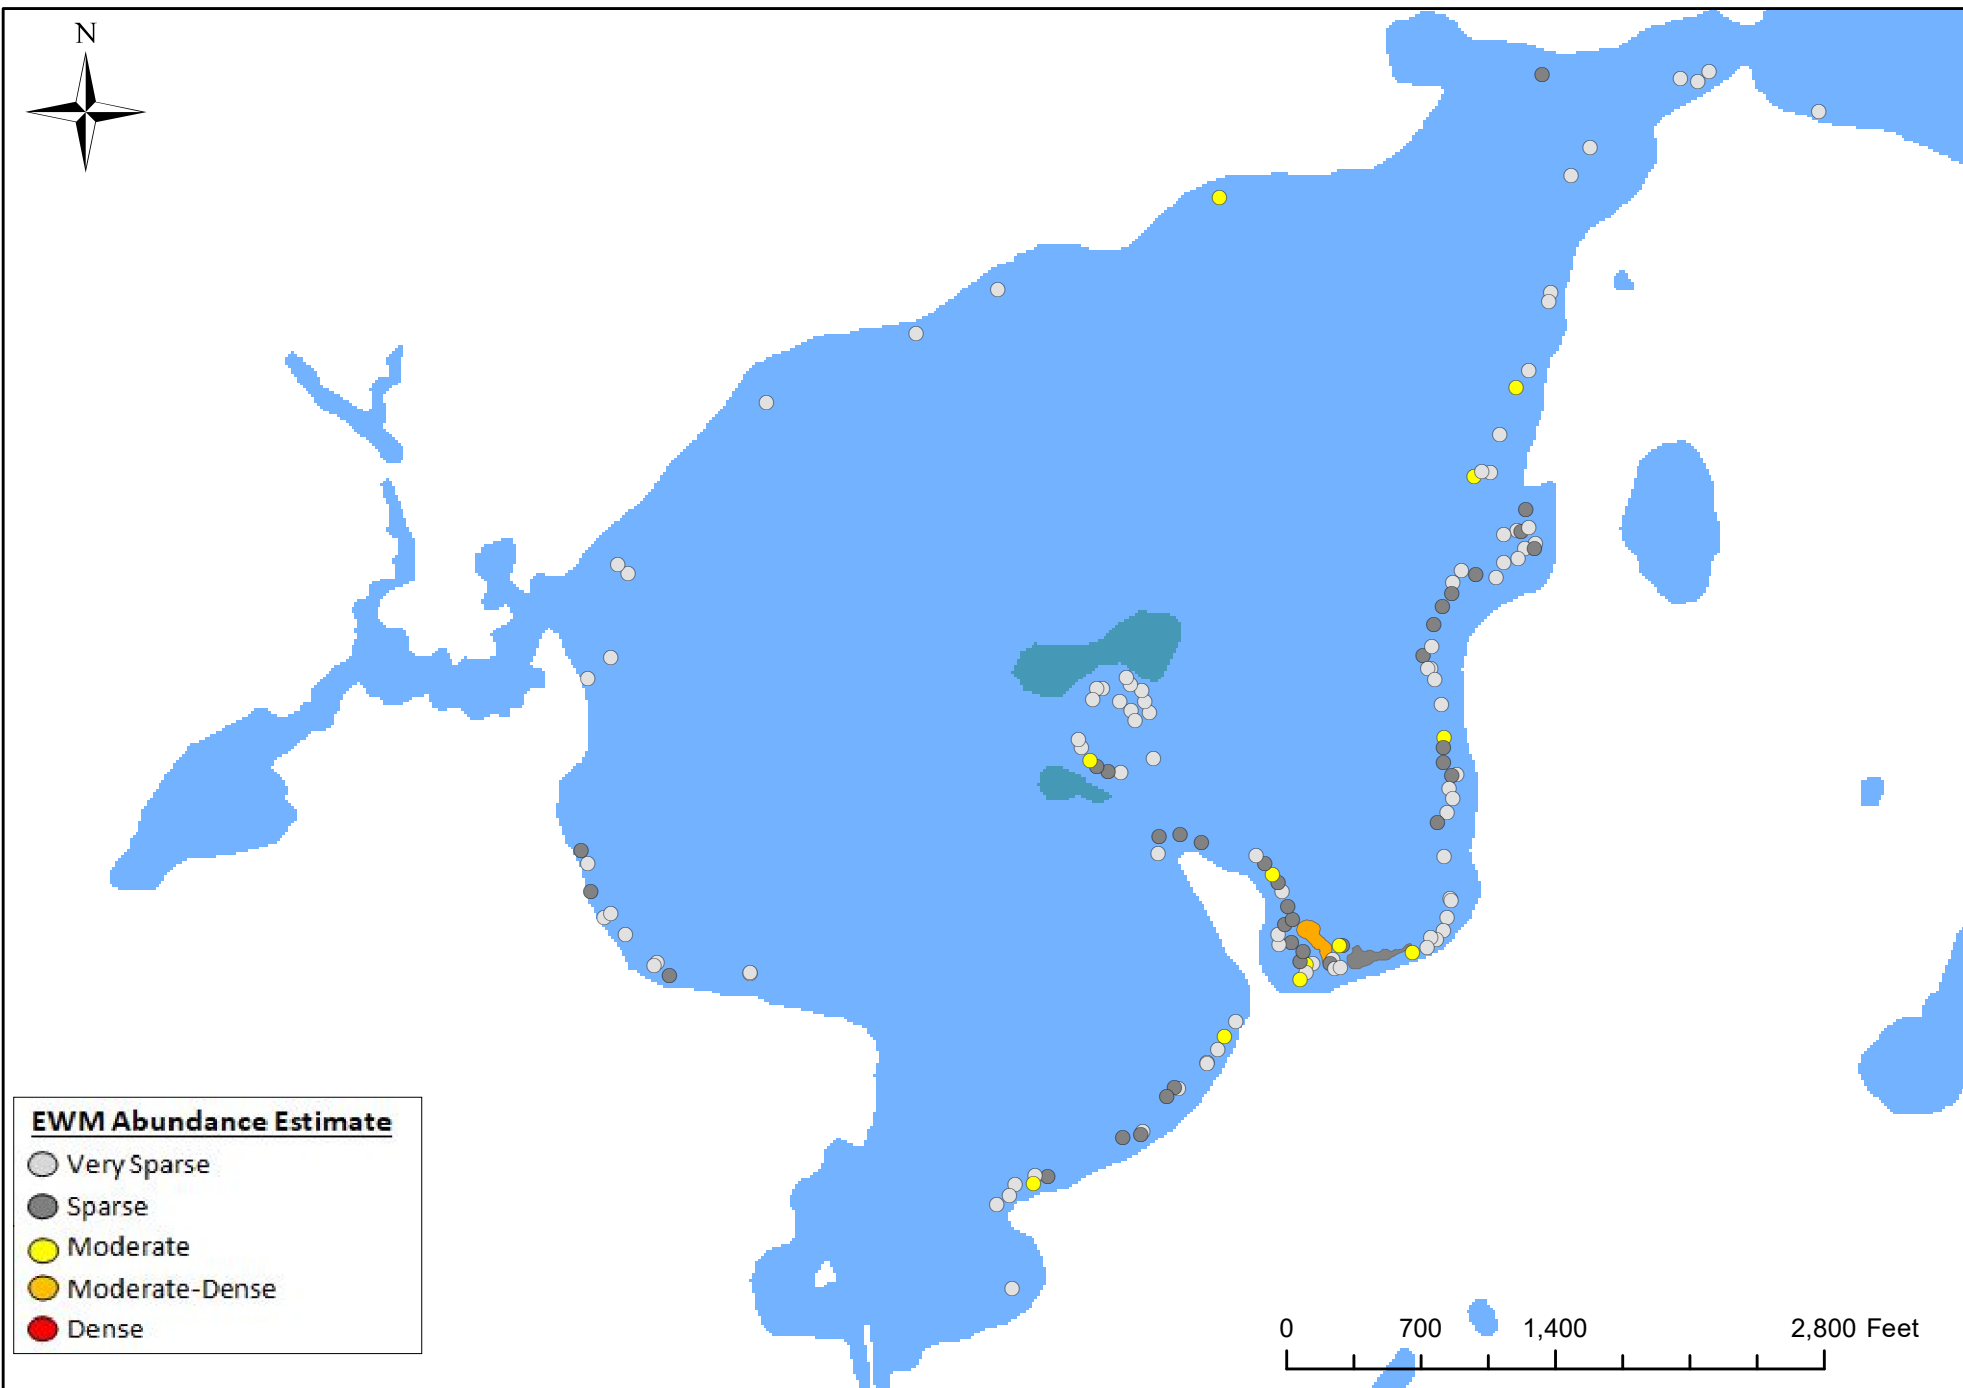 N
EWM Abundance Estimate
Very Sparse
Sparse
Moderate
Moderate-Dense
Dense
0 700 1,400 2,800 Feet